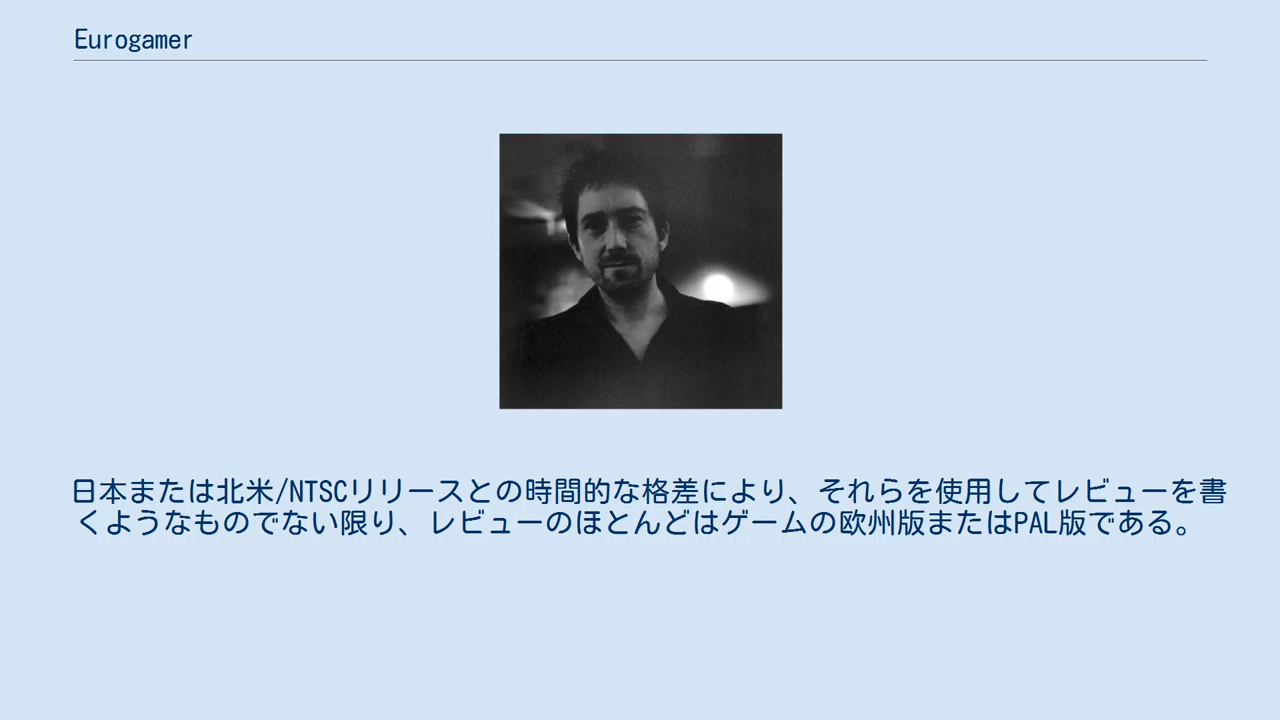 Eurogamer
日本または北米/NTSCリリースとの時間的な格差により、それらを使用してレビューを書
くようなものでない限り、レビューのほとんどはゲームの欧州版またはPAL版である。